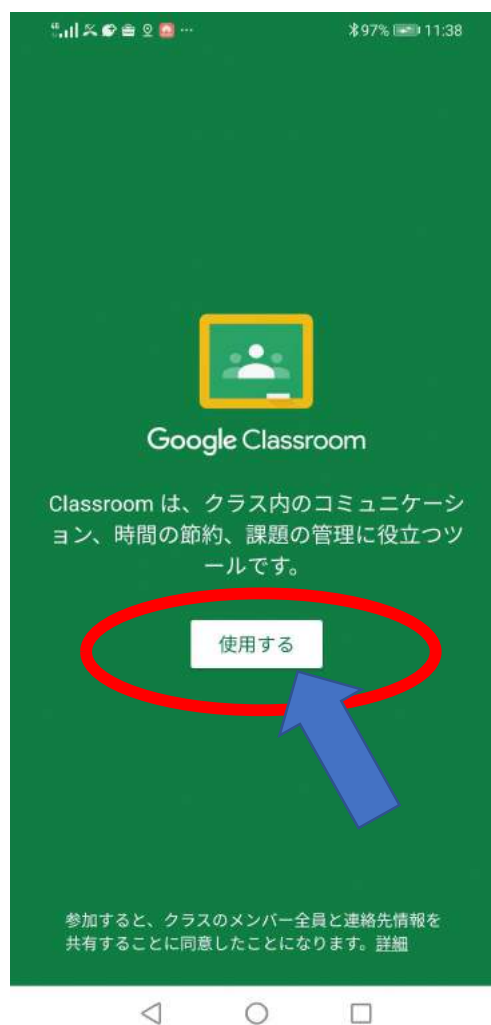 97% 11:38
Google Classroom
Classroom は、クラス内のコミュニケーシ
ョン、時間の節約、課題の管理に役立つツ
ールです。
使用する
参加すると、クラスのメンバー全員と連絡先情報を
共有することに同意したことになります。詳細